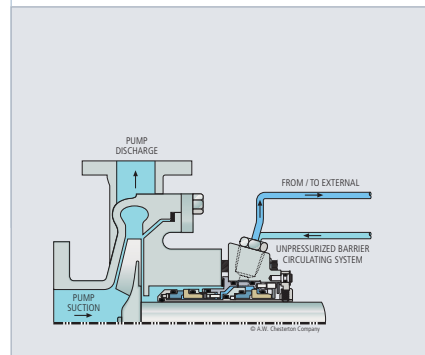 PUMP
DISCHARGE
FROM / TO EXTERNAL
UNPRESSURIZED BARRIER
CIRCULATING SYSTEM
PUMP
SUCTION
© A.W. Chesterton Company